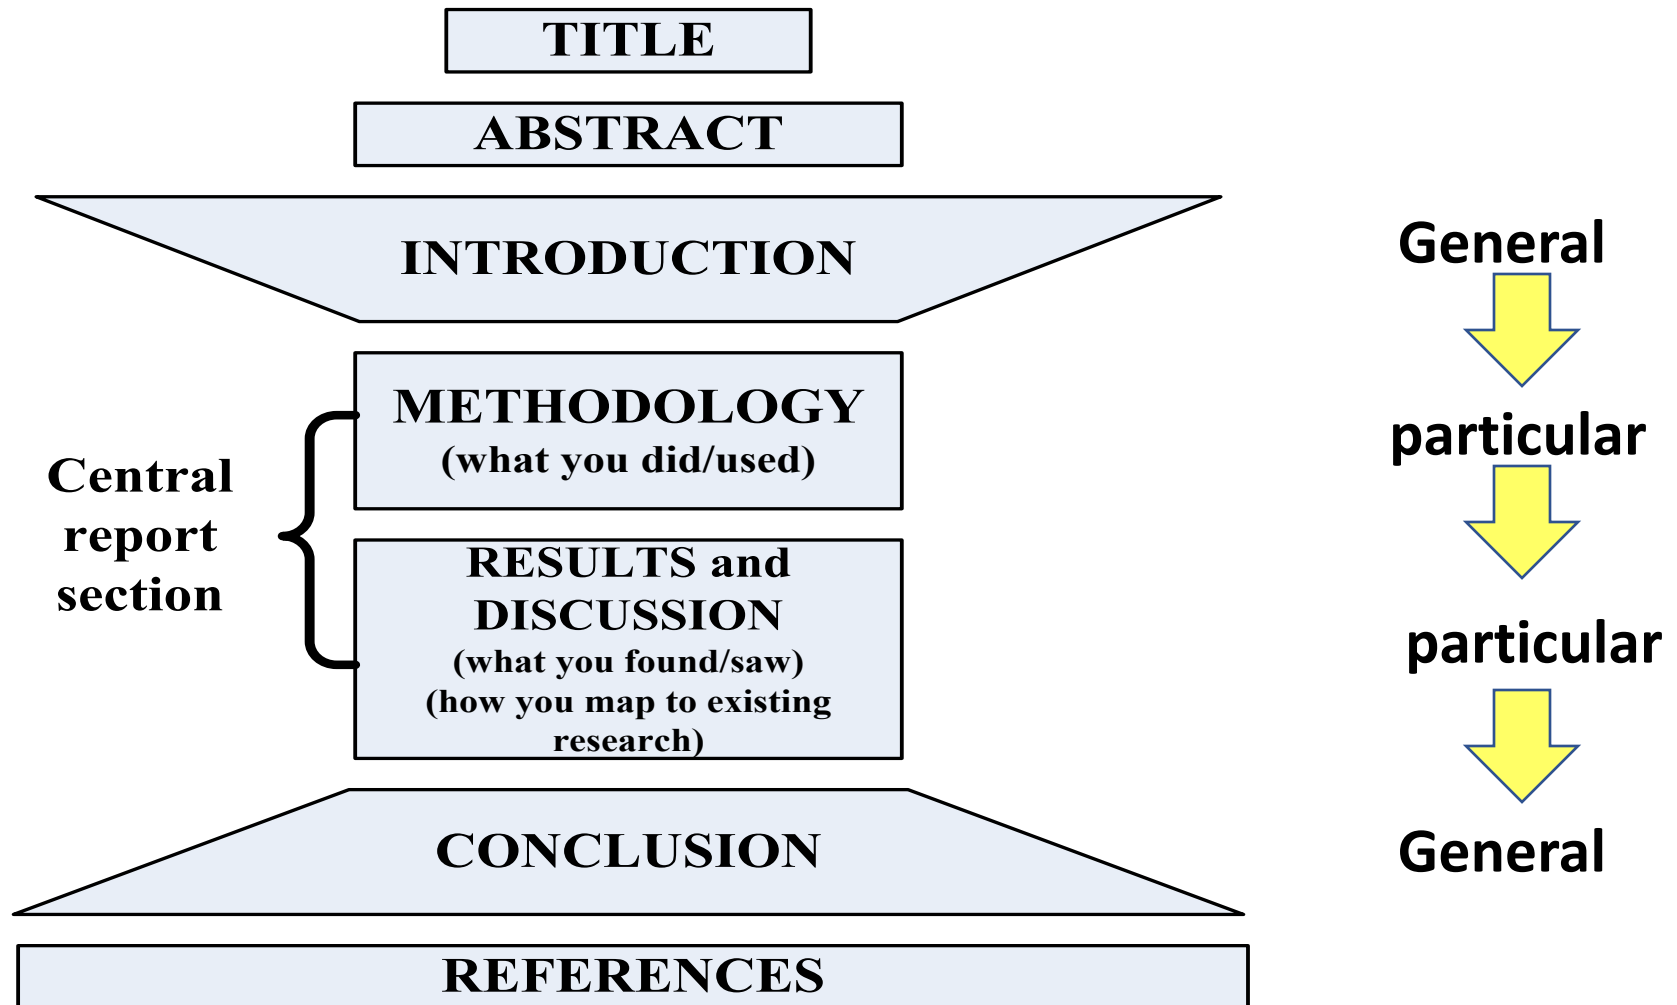 TITLE
ABSTRACT
INTRODUCTION
METHODOLOGY
(what you did/used)
Central
report
section
RESULTS and
DISCUSSION
(what you found/saw)
(how you map to existing
research)
CONCLUSION
REFERENCES
General
particular
particular
General